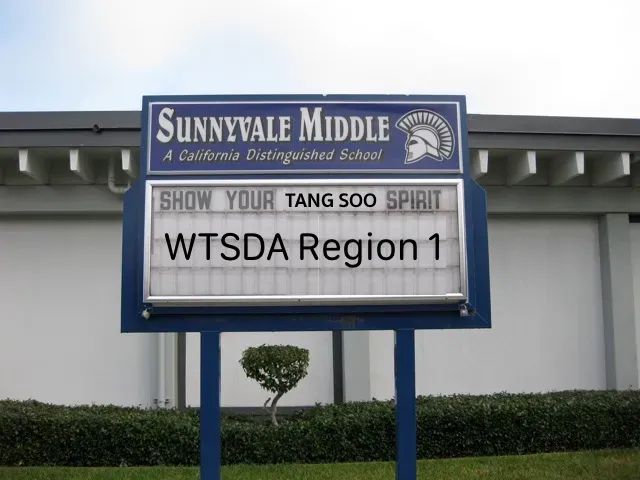 SUNNYVALE MIDDLE
A California Distinguished School
SHOW YOUR TANG SOO SPIRIT
WTSDA Region 1